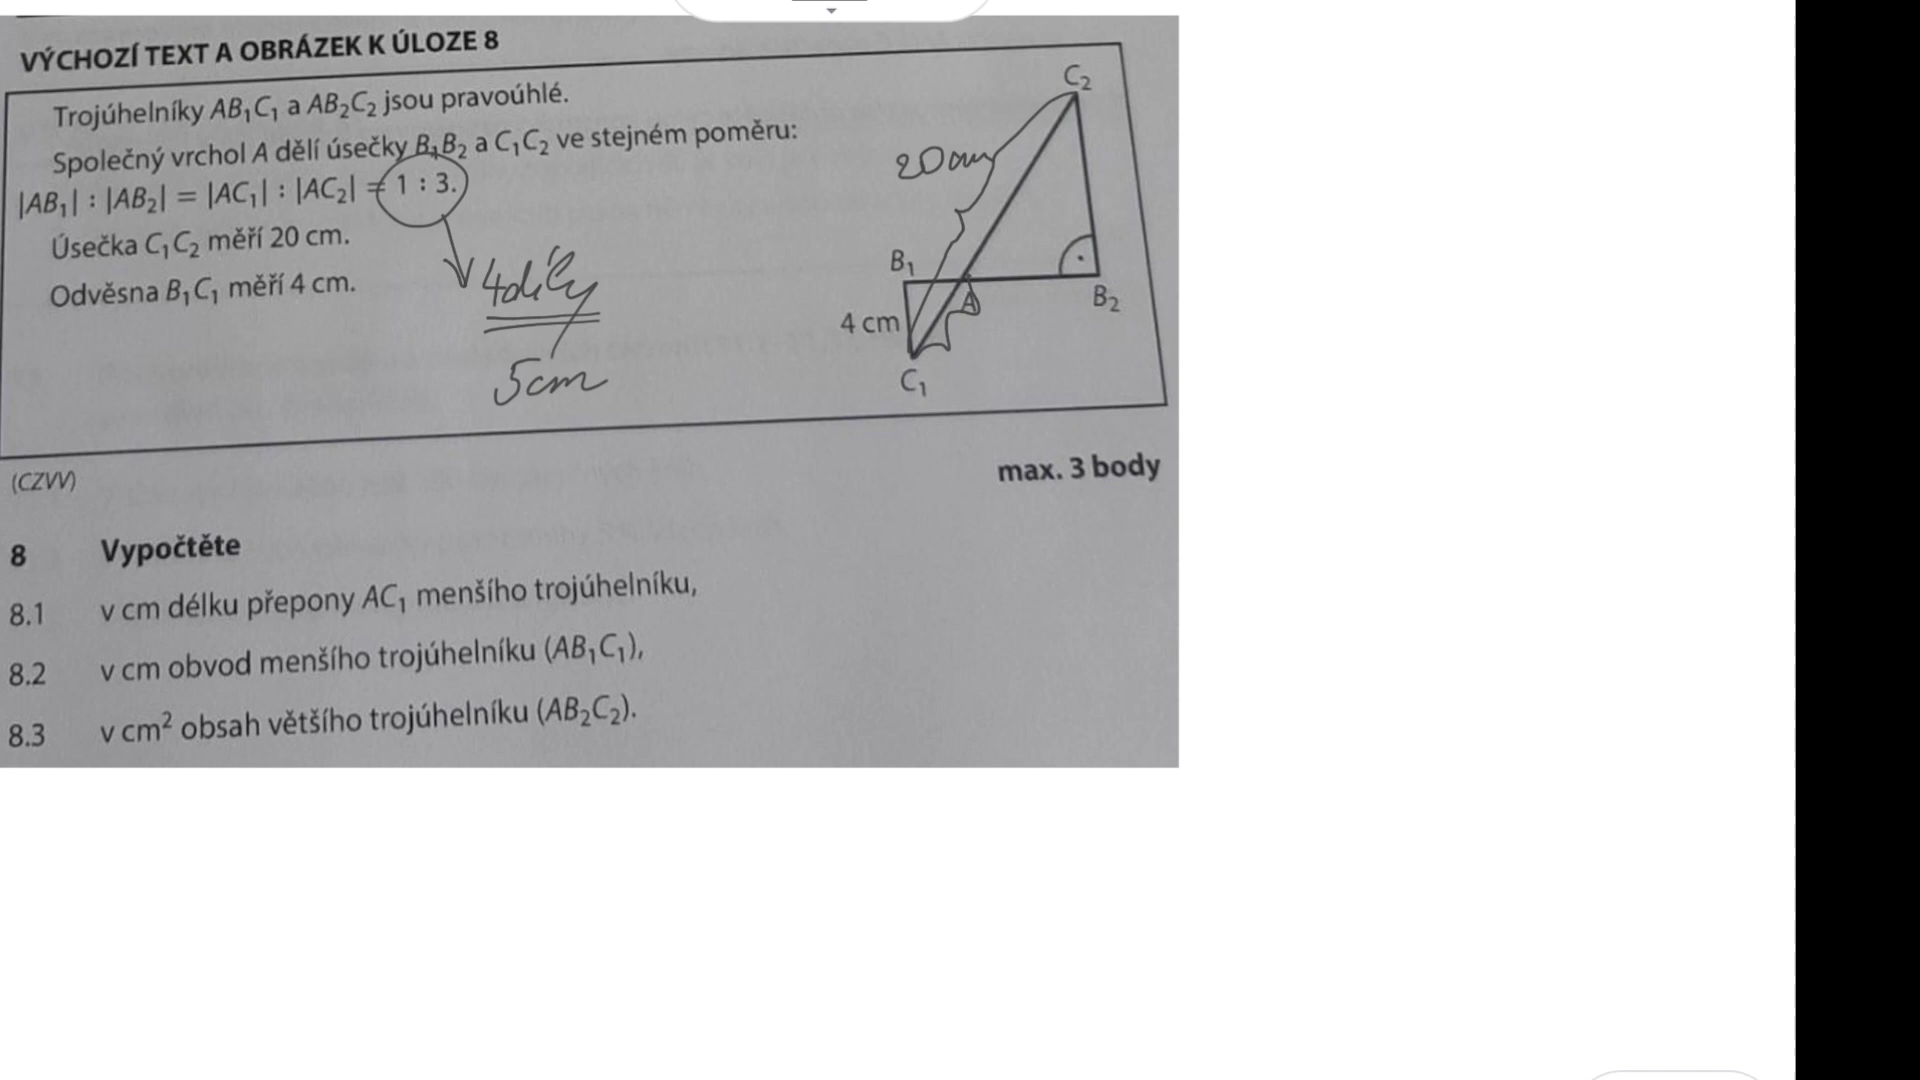 VÝCHOZÍ TEXT A OBRÁZEK K ÚLOZE 8
Trojúhelníky AB₁C₁ a AB₂C₂ jsou pravoúhlé.
Společný vrchol A dělí úsečky B₁B₂ a C₁C₂ ve stejném poměru:
|AB₁| : |AB₂| = |AC₁| : |AC₂| = 1 : 3.
Úsečka C₁C₂ měří 20 cm.
Odvěsna B₁C₁ měří 4 cm.
4 díly
5cm
C₂
20cm
B₁
A
B₂
4 cm
C₁
(CZVV)
max. 3 body
8 Vypočtěte
8.1 v cm délku přepony AC₁ menšího trojúhelníku,
8.2 v cm obvod menšího trojúhelníku (AB₁C₁),
8.3 v cm² obsah většího trojúhelníku (AB₂C₂).